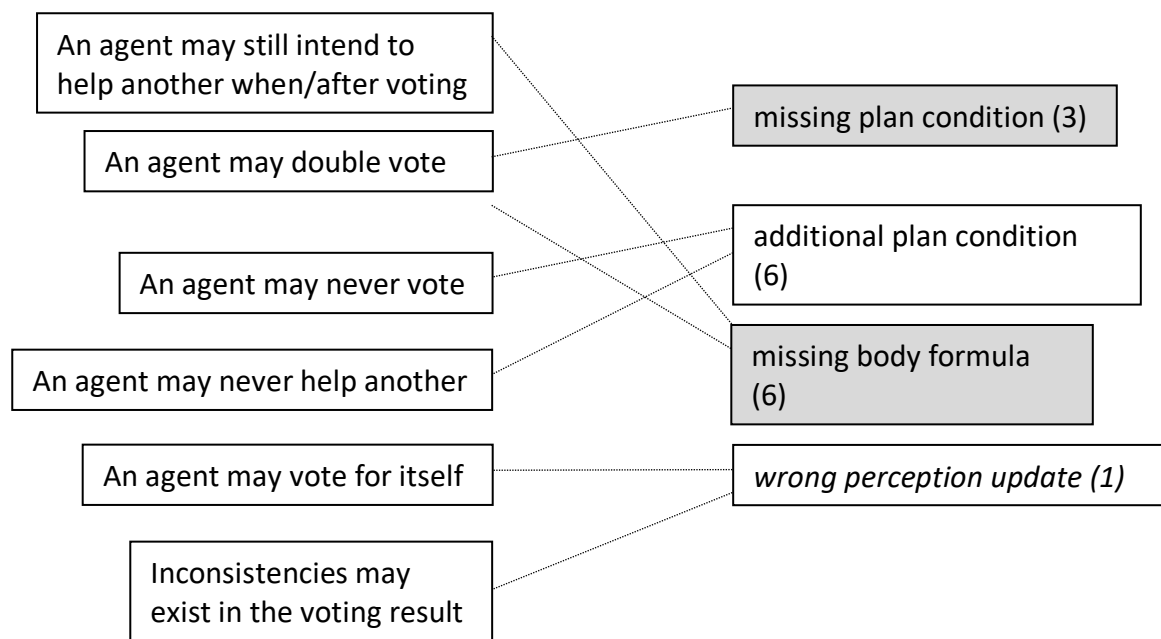 An agent may still intend to
help another when/after voting
An agent may double vote
An agent may never vote
An agent may never help another
An agent may vote for itself
Inconsistencies may
exist in the voting result
missing plan condition (3)
additional plan condition
(6)
missing body formula
(6)
wrong perception update (1)